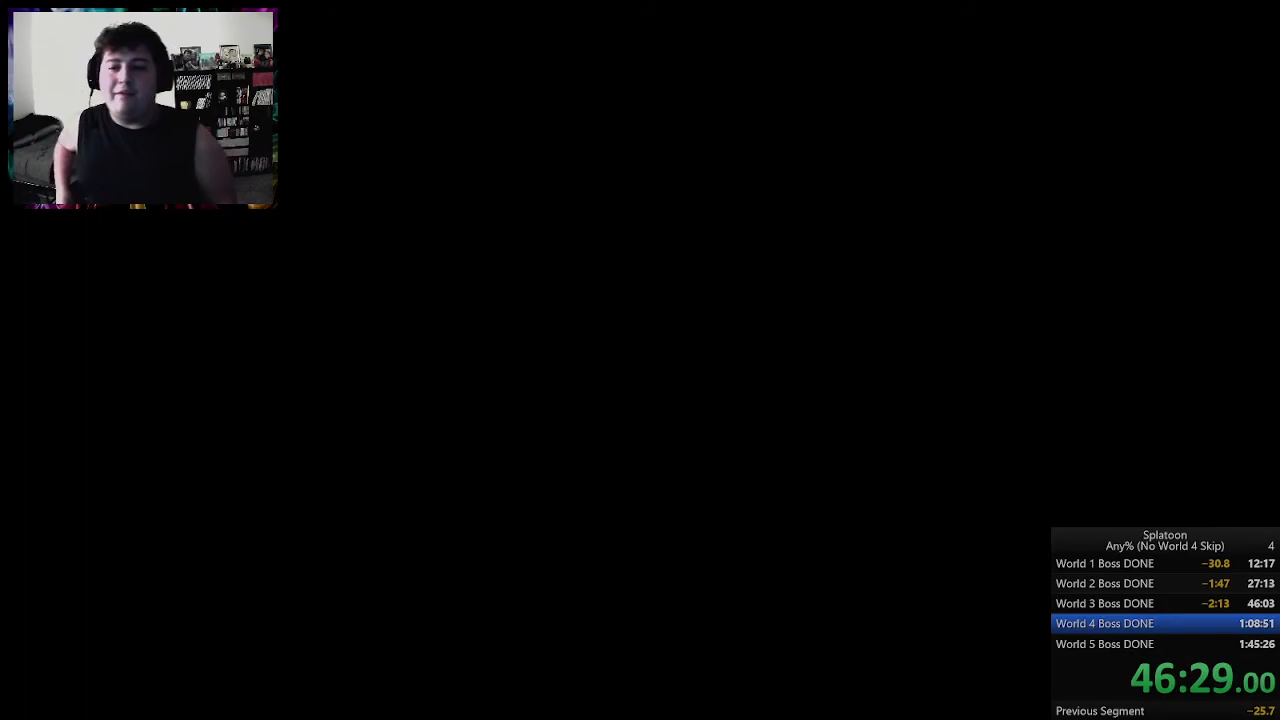 Splatoon
Any% (No World 4 Skip) 4
World 1 Boss DONE −30.8 12:17
World 2 Boss DONE −1:47 27:13
World 3 Boss DONE −2:13 46:03
World 4 Boss DONE 1:08:51
World 5 Boss DONE 1:45:26
46:29.00
Previous Segment −25.7